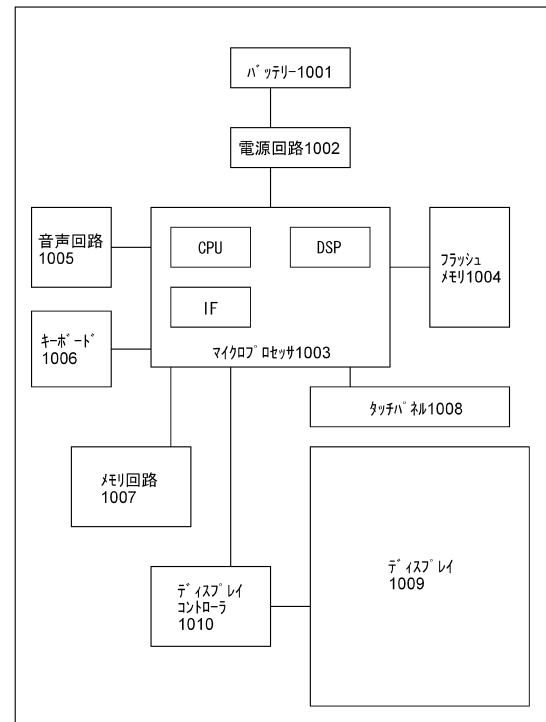 ﾊﾞｯﾃﾘｰ1001
電源回路1002
音声回路
1005
CPU
DSP
ﾌﾗｯｼｭ
ﾒﾓﾘ1004
IF
ｷｰﾎﾞｰﾄﾞ
1006
ﾏｲｸﾛﾌﾟﾛｾｯｻ1003
ﾀｯﾁﾊﾟﾈﾙ1008
ﾒﾓﾘ回路
1007
ﾃﾞｨｽﾌﾟﾚｲ
1009
ﾃﾞｨｽﾌﾟﾚｲ
ｺﾝﾄﾛｰﾗ
1010